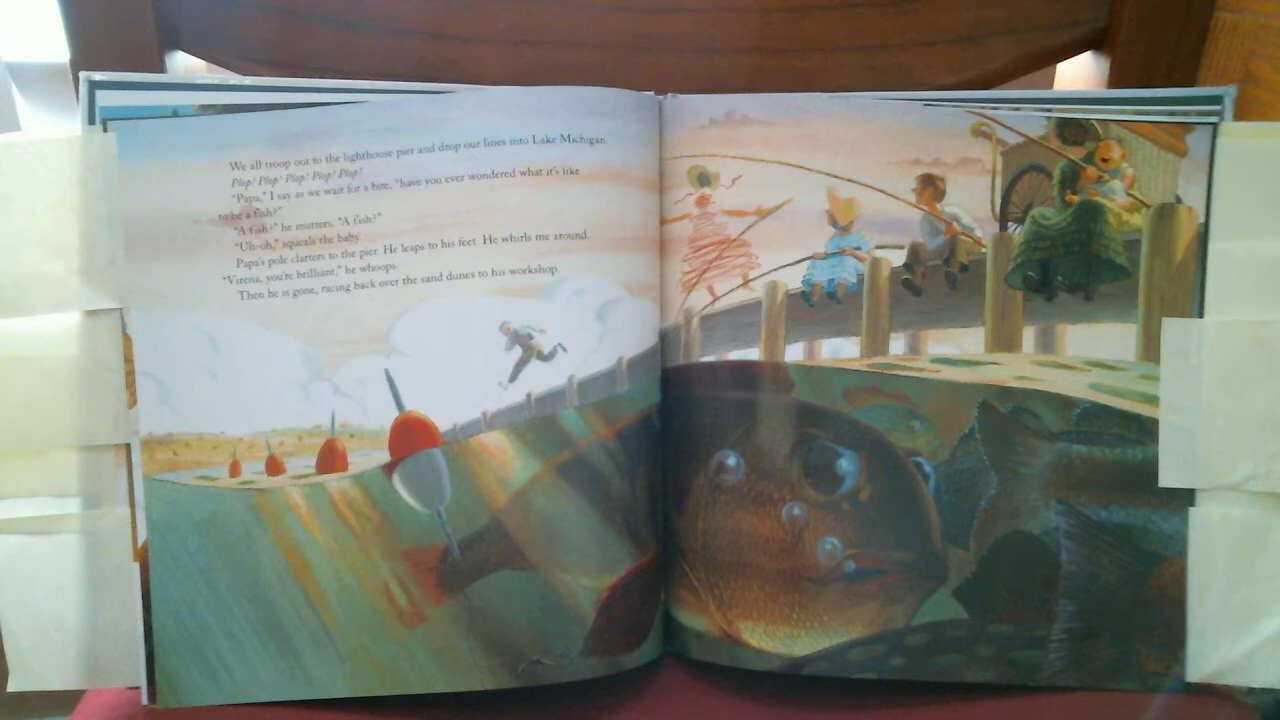 We all troop out to the lighthouse pier and drop our lines into Lake Michigan.
Plop! Plop! Plop! Plop! Plop!
"Papa," I say as we wait for a bite, "have you ever wondered what it's like
to be a fish?"
"A fish?" he mutters. "A fish?"
"Uh-oh," squeals the baby.
Papa's pole clatters to the pier. He leaps to his feet. He whirls me around.
"Virena, you're brilliant," he whoops.
Then he is gone, racing back over the sand dunes to his workshop.